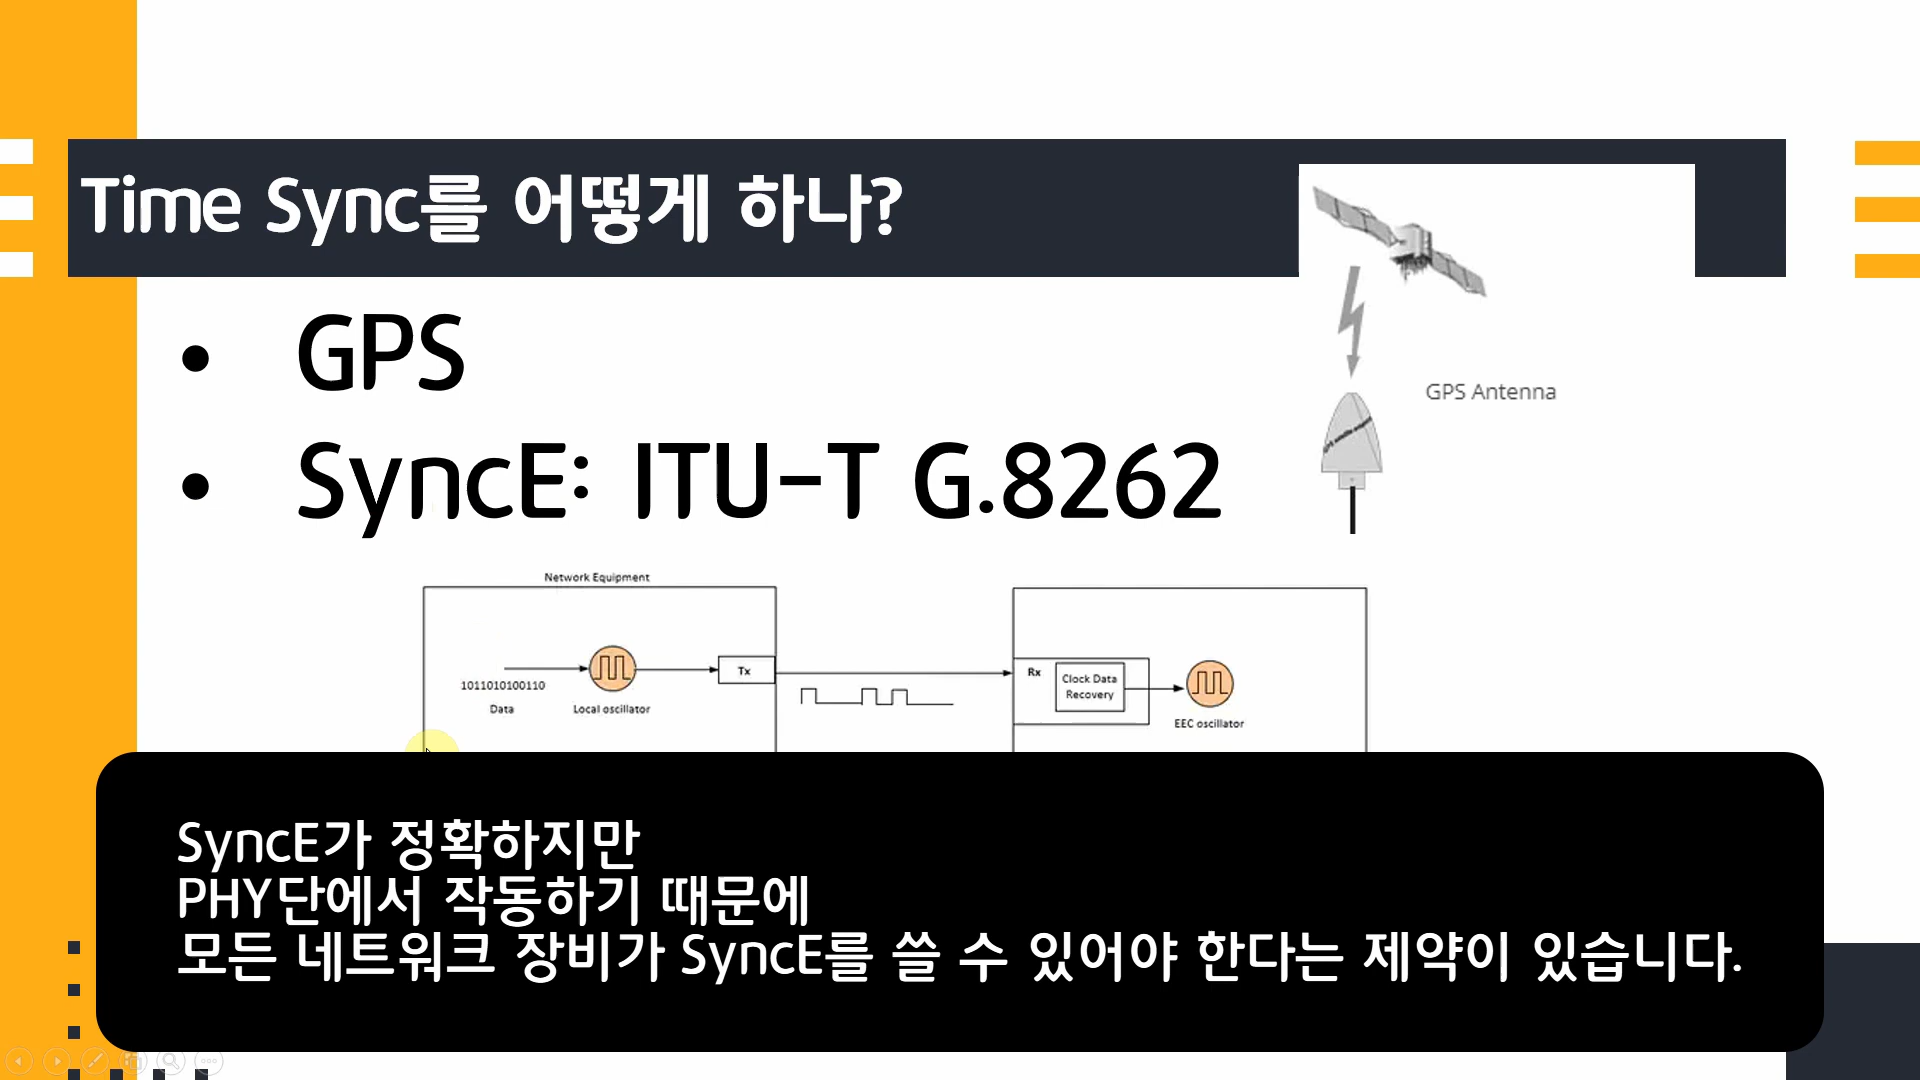 Time Sync를 어떻게 하나?
• GPS
GPS Antenna
• SyncE: ITU-T G.8262
Network Equipment
1011010100110
Data
Local oscillator
Tx
Rx
Clock Data
Recovery
EEC oscillator
SyncE가 정확하지만
PHY단에서 작동하기 때문에
모든 네트워크 장비가 SyncE를 쓸 수 있어야 한다는 제약이 있습니다.